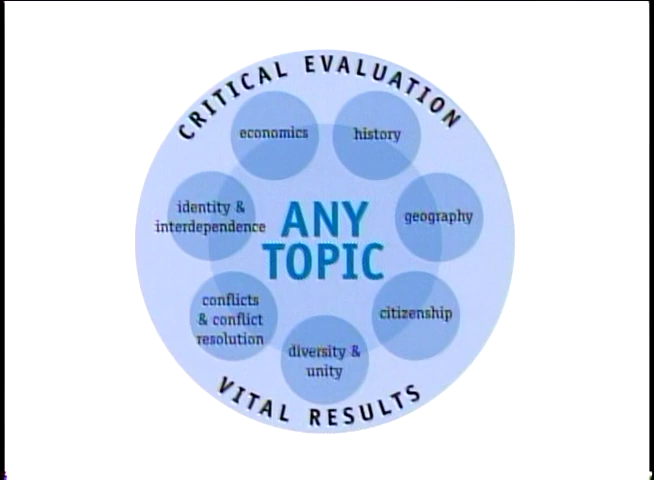 CRITICAL EVALUATION
economics
history
identity &
interdependence
ANY
TOPIC
geography
conflicts
& conflict
resolution
citizenship
diversity &
unity
VITAL RESULTS